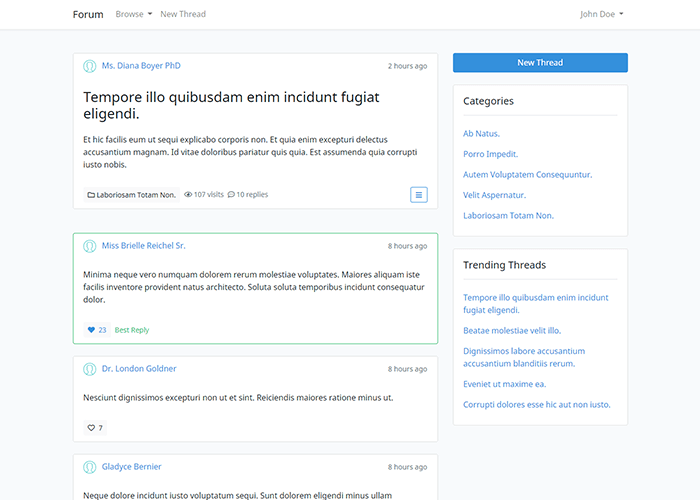 Forum Browse New Thread John Doe
Ms. Diana Boyer PhD 2 hours ago
Tempore illo quibusdam enim incidunt fugiat
eligendi.
Et hic facilis eum ut sequi explicabo corporis non. Et quia enim excepturi delectus
accusantium magnam. Id vitae doloribus pariatur quis quia. Est assumenda quia corrupti
iusto nobis.
Laboriosam Totam Non. 107 visits 10 replies
Miss Brielle Reichel Sr. 8 hours ago
Minima neque vero numquam dolorem rerum molestiae voluptates. Maiores aliquam iste
facilis inventore provident natus architecto. Soluta soluta temporibus incidunt consequatur
dolor.
23 Best Reply
Dr. London Goldner 8 hours ago
Nesciunt dignissimos excepturi non ut et sint. Reiciendis maiores ratione minus ut.
7
Gladyce Bernier 8 hours ago
Neque dolore incidunt iusto voluptatum sequi. Sunt dolorem eligendi minus ullam
New Thread
Categories
Ab Natus.
Porro Impedit.
Autem Voluptatem Consequuntur.
Velit Aspernatur.
Laboriosam Totam Non.
Trending Threads
Tempore illo quibusdam enim incidunt
fugiat eligendi.
Beatae molestiae velit illo.
Dignissimos labore accusantium
accusantium blanditiis rerum.
Eveniet ut maxime ea.
Corrupti dolores esse hic aut non iusto.